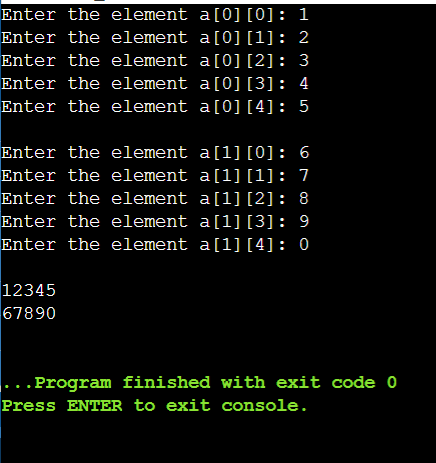 Enter the element a[0][0]: 1
Enter the element a[0][1]: 2
Enter the element a[0][2]: 3
Enter the element a[0][3]: 4
Enter the element a[0][4]: 5
Enter the element a[1][0]: 6
Enter the element a[1][1]: 7
Enter the element a[1][2]: 8
Enter the element a[1][3]: 9
Enter the element a[1][4]: 0
12345
67890
...Program finished with exit code 0
Press ENTER to exit console.